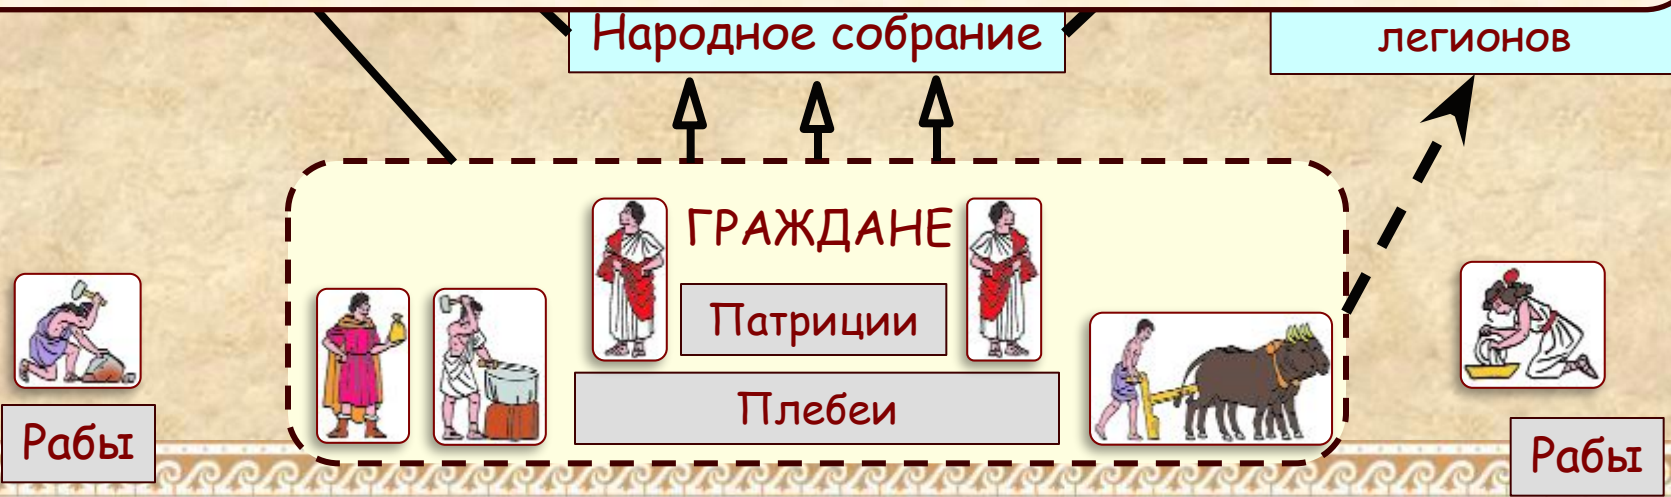 Народное собрание
легионов
ГРАЖДАНЕ
Патриции
Плебеи
Рабы
Рабы